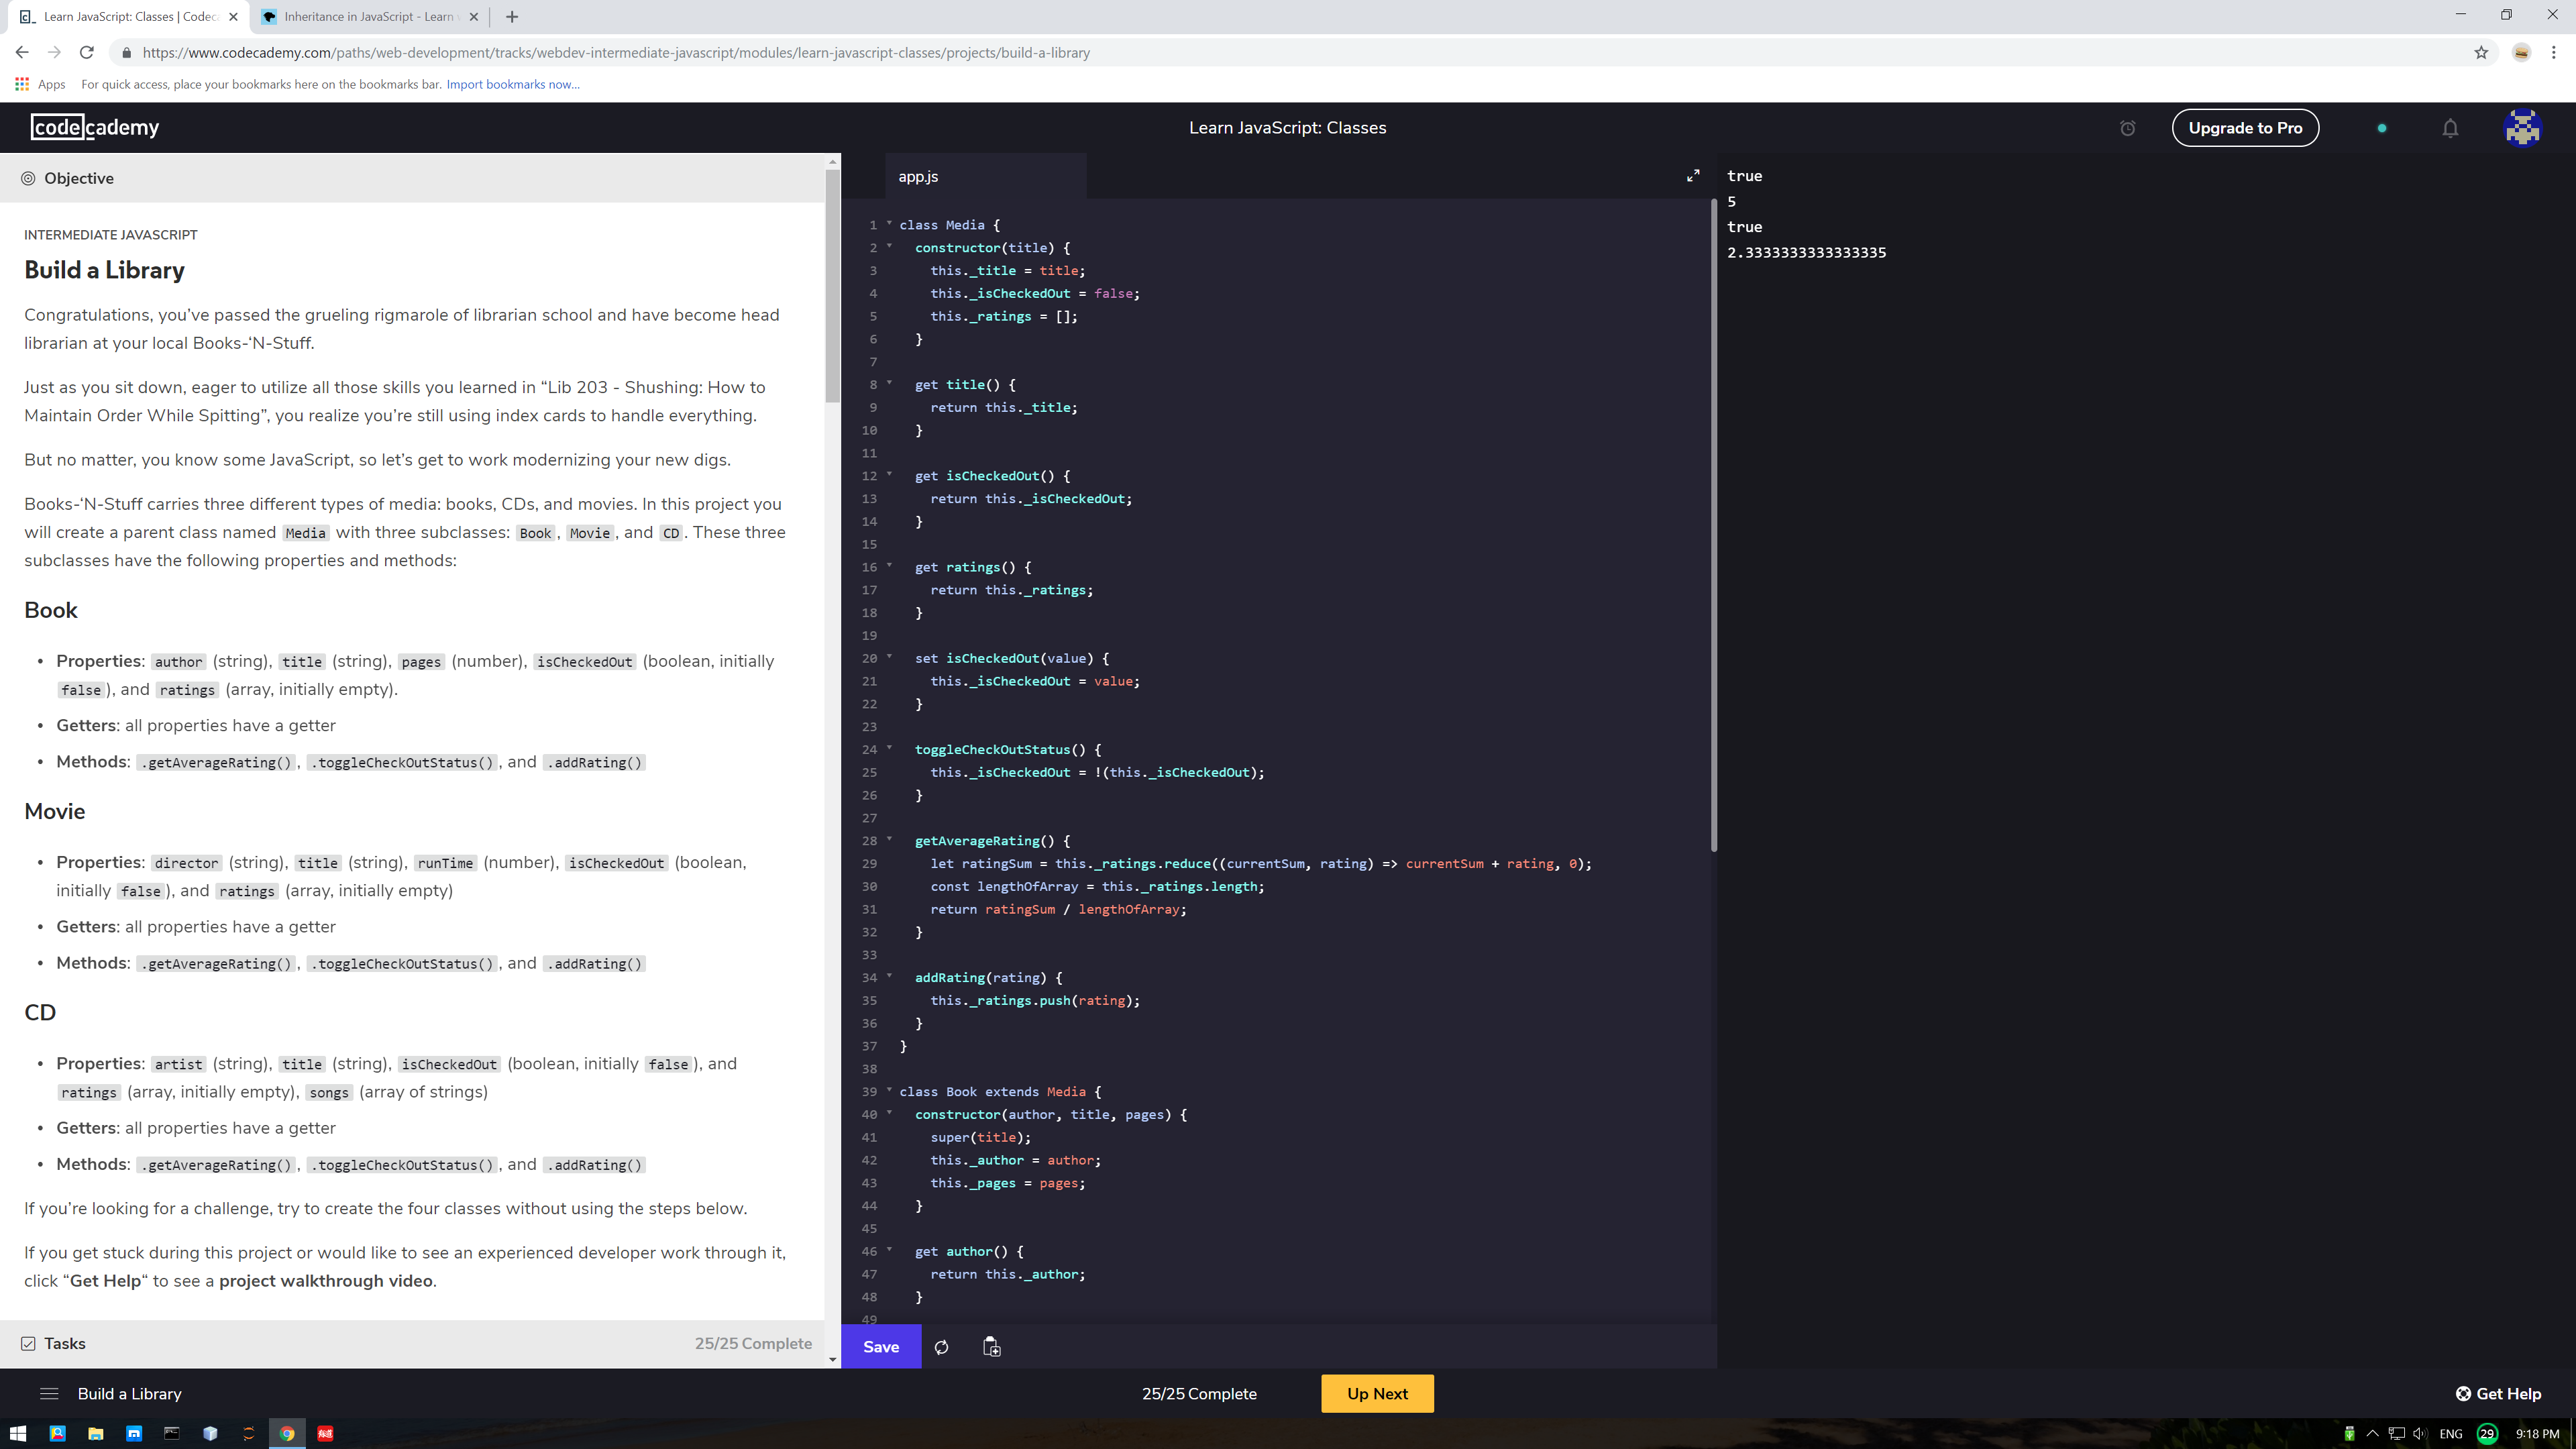 Learn JavaScript: Classes | Codec
Inheritance in JavaScript - Learn
https://www.codecademy.com/paths/web-development/tracks/webdev-intermediate-javascript/modules/learn-javascript-classes/projects/build-a-library
Apps For quick access, place your bookmarks here on the bookmarks bar. Import bookmarks now...
codecademy
Learn JavaScript: Classes
Upgrade to Pro
Objective
INTERMEDIATE JAVASCRIPT
Build a Library
Congratulations, you’ve passed the grueling rigmarole of librarian school and have become head
librarian at your local Books-‘N-Stuff.
Just as you sit down, eager to utilize all those skills you learned in “Lib 203 - Shushing: How to
Maintain Order While Spitting”, you realize you’re still using index cards to handle everything.
But no matter, you know some JavaScript, so let’s get to work modernizing your new digs.
Books-‘N-Stuff carries three different types of media: books, CDs, and movies. In this project you
will create a parent class named Media with three subclasses: Book, Movie, and CD. These three
subclasses have the following properties and methods:
Book
• Properties: author (string), title (string), pages (number), isCheckedOut (boolean, initially
false), and ratings (array, initially empty).
• Getters: all properties have a getter
• Methods: .getAverageRating(), .toggleCheckOutStatus(), and .addRating()
Movie
• Properties: director (string), title (string), runTime (number), isCheckedOut (boolean,
initially false), and ratings (array, initially empty)
• Getters: all properties have a getter
• Methods: .getAverageRating(), .toggleCheckOutStatus(), and .addRating()
CD
• Properties: artist (string), title (string), isCheckedOut (boolean, initially false), and
ratings (array, initially empty), songs (array of strings)
• Getters: all properties have a getter
• Methods: .getAverageRating(), .toggleCheckOutStatus(), and .addRating()
If you’re looking for a challenge, try to create the four classes without using the steps below.
If you get stuck during this project or would like to see an experienced developer work through it,
click “Get Help“ to see a project walkthrough video.
Tasks
25/25 Complete
app.js
1 class Media {
2 constructor(title) {
3 this._title = title;
4 this._isCheckedOut = false;
5 this._ratings = [];
6 }
7
8 get title() {
9 return this._title;
10 }
11
12 get isCheckedOut() {
13 return this._isCheckedOut;
14 }
15
16 get ratings() {
17 return this._ratings;
18 }
19
20 set isCheckedOut(value) {
21 this._isCheckedOut = value;
22 }
23
24 toggleCheckOutStatus() {
25 this._isCheckedOut = !(this._isCheckedOut);
26 }
27
28 getAverageRating() {
29 let ratingSum = this._ratings.reduce((currentSum, rating) => currentSum + rating, 0);
30 const lengthOfArray = this._ratings.length;
31 return ratingSum / lengthOfArray;
32 }
33
34 addRating(rating) {
35 this._ratings.push(rating);
36 }
37 }
38
39 class Book extends Media {
40 constructor(author, title, pages) {
41 super(title);
42 this._author = author;
43 this._pages = pages;
44 }
45
46 get author() {
47 return this._author;
48 }
49
Save
true
5
true
2.3333333333333335
Build a Library
25/25 Complete
Up Next
Get Help
ENG
29
9:18 PM